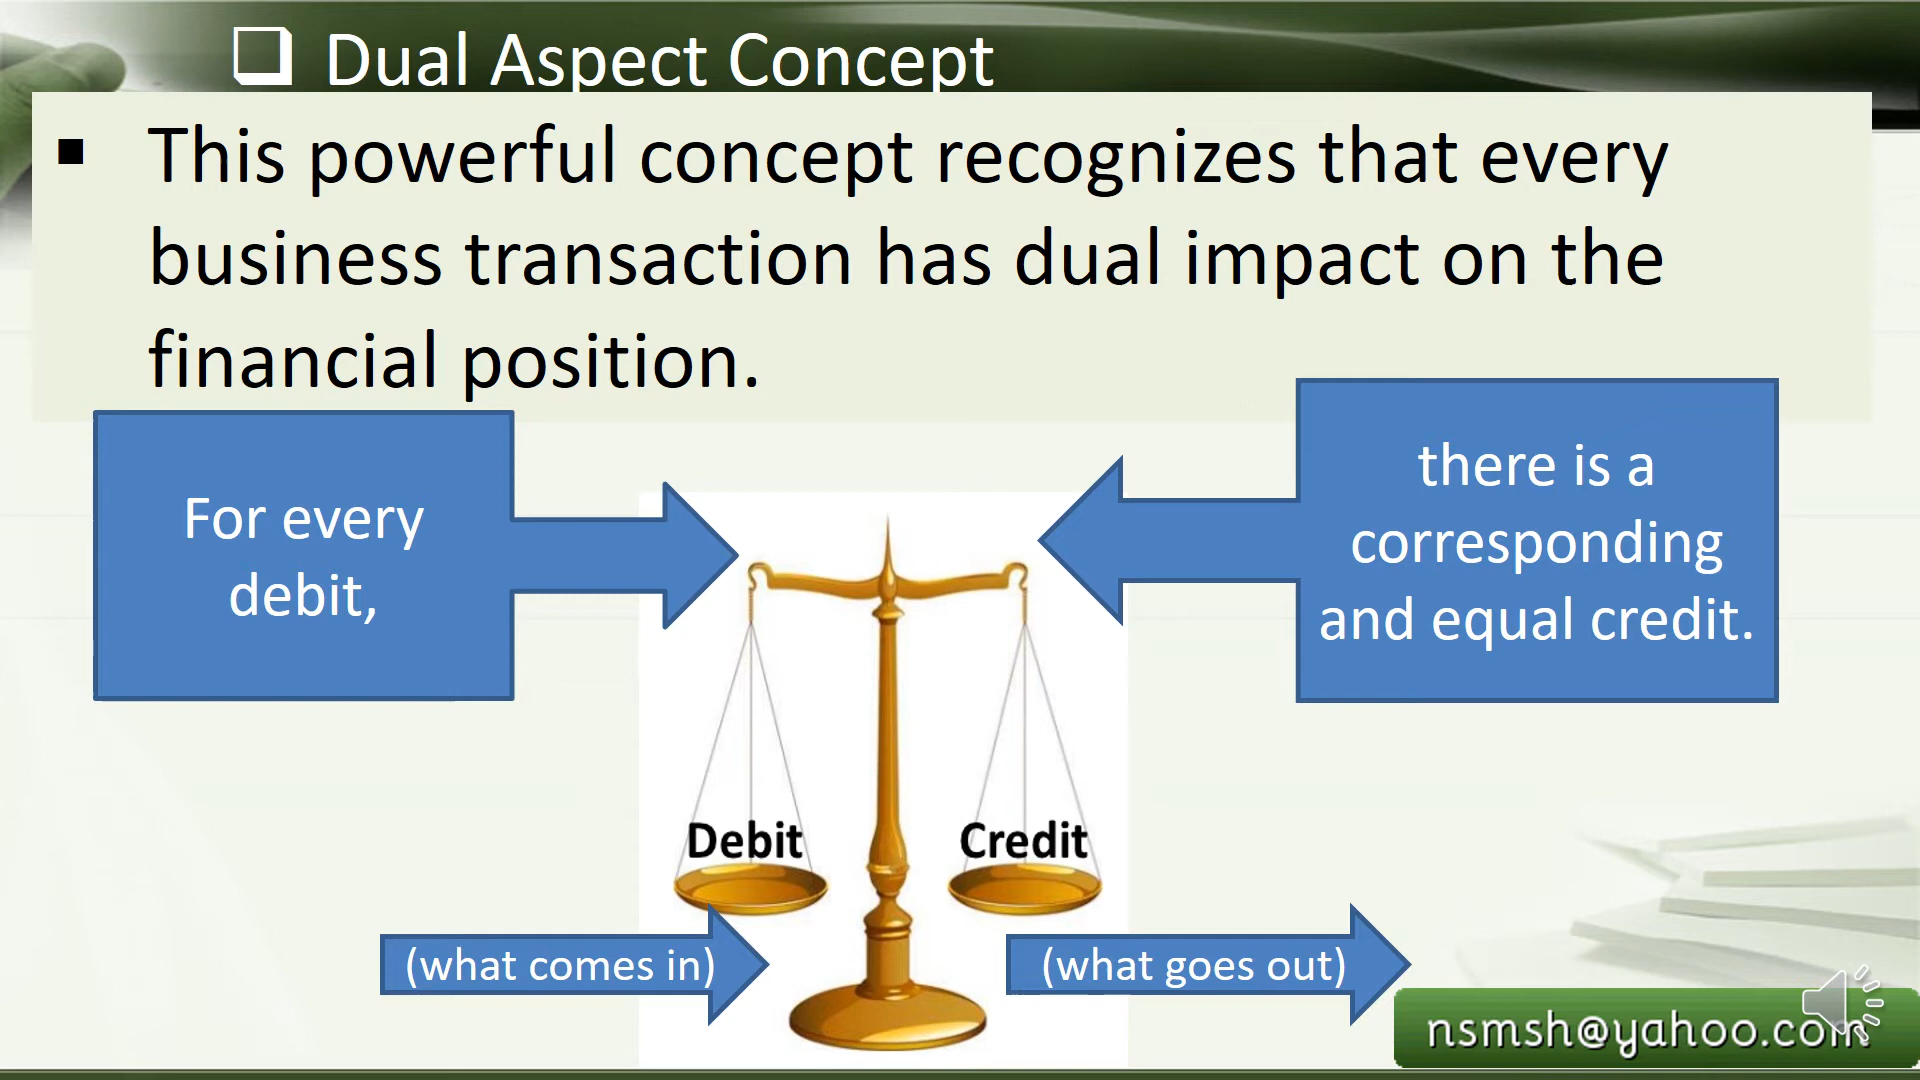 Dual Aspect Concept
This powerful concept recognizes that every
business transaction has dual impact on the
financial position.
For every
debit,
there is a
corresponding
and equal credit.
Debit
Credit
(what comes in)
(what goes out)
nsmsh@yahoo.com